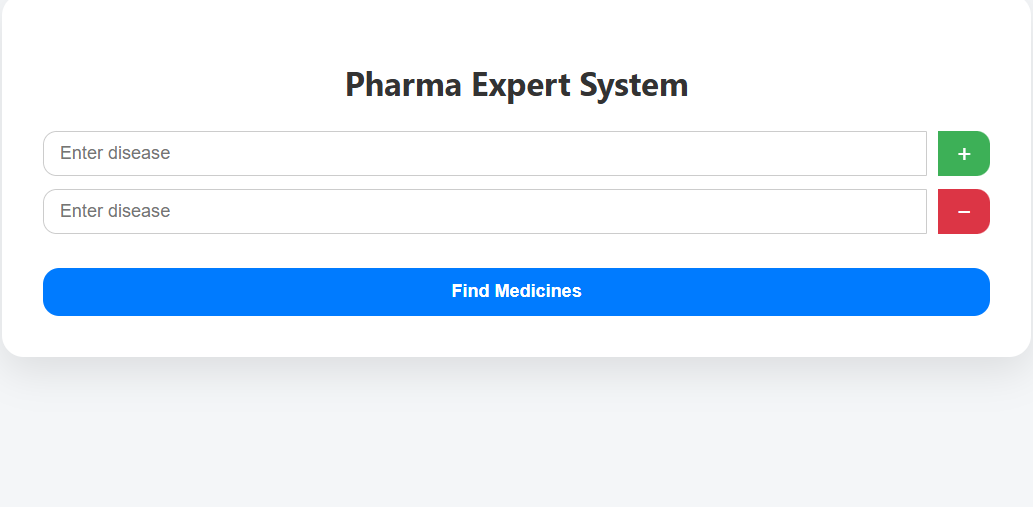 Pharma Expert System
Enter disease +
Enter disease −
Find Medicines